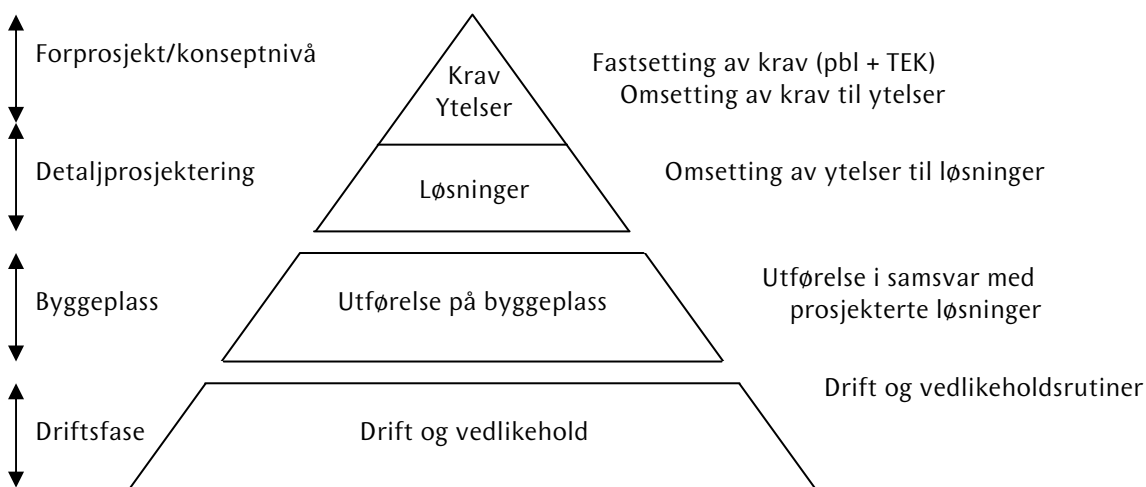 Forprosjekt/konseptnivå
Krav
Ytelser
Fastsetting av krav (pbl + TEK)
Omsetting av krav til ytelser
Detaljprosjektering
Løsninger
Omsetting av ytelser til løsninger
Byggeplass
Utførelse på byggeplass
Utførelse i samsvar med
prosjekterte løsninger
Driftsfase
Drift og vedlikehold
Drift og vedlikeholdsrutiner